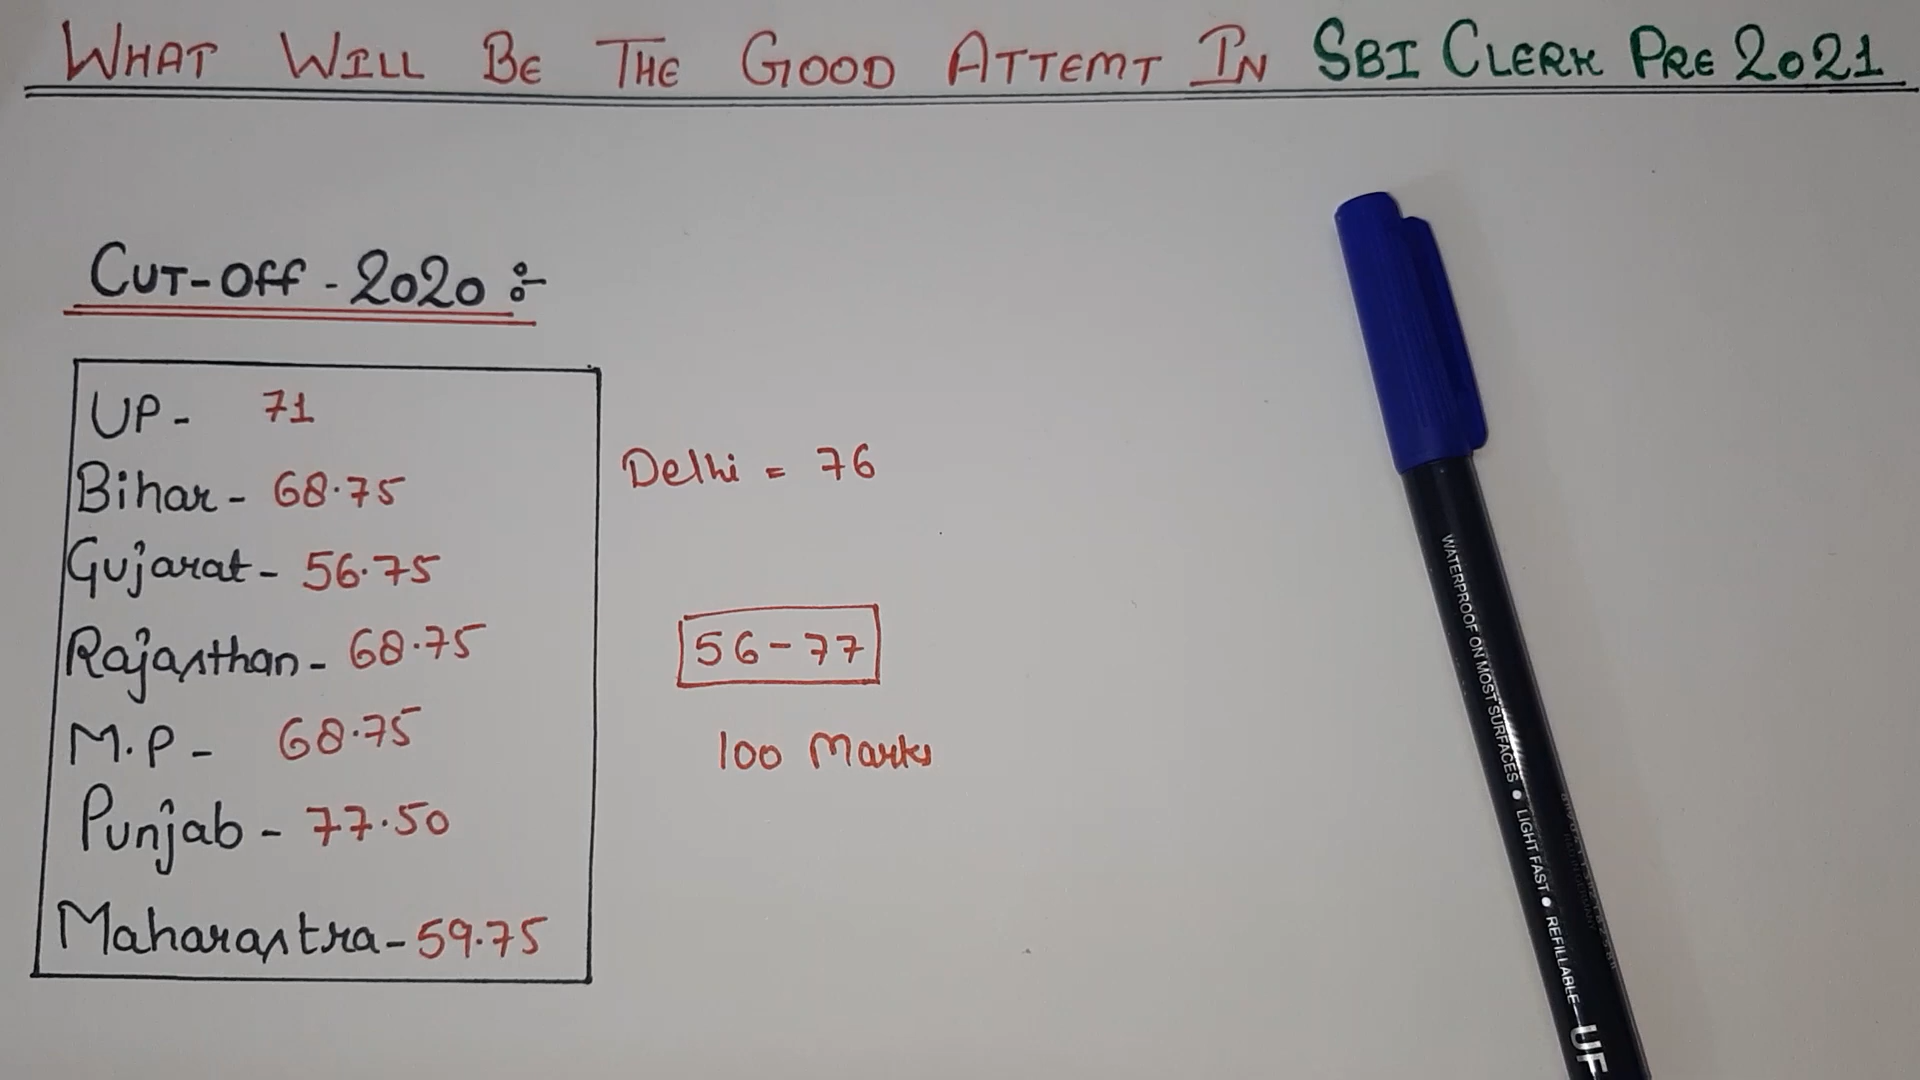 WHAT WILL BE THE GOOD ATTEMT IN SBI CLERK PRE 2021
CUT-OFF - 2020 :-
UP - 71
Bihar - 68.75
Gujarat - 56.75
Rajasthan - 68.75
M.P - 68.75
Punjab - 77.50
Maharastra - 59.75
Delhi = 76
56-77
100 Marks
WATERPROOF ON MOST SURFACES • LIGHT FAST • REFILLABLE